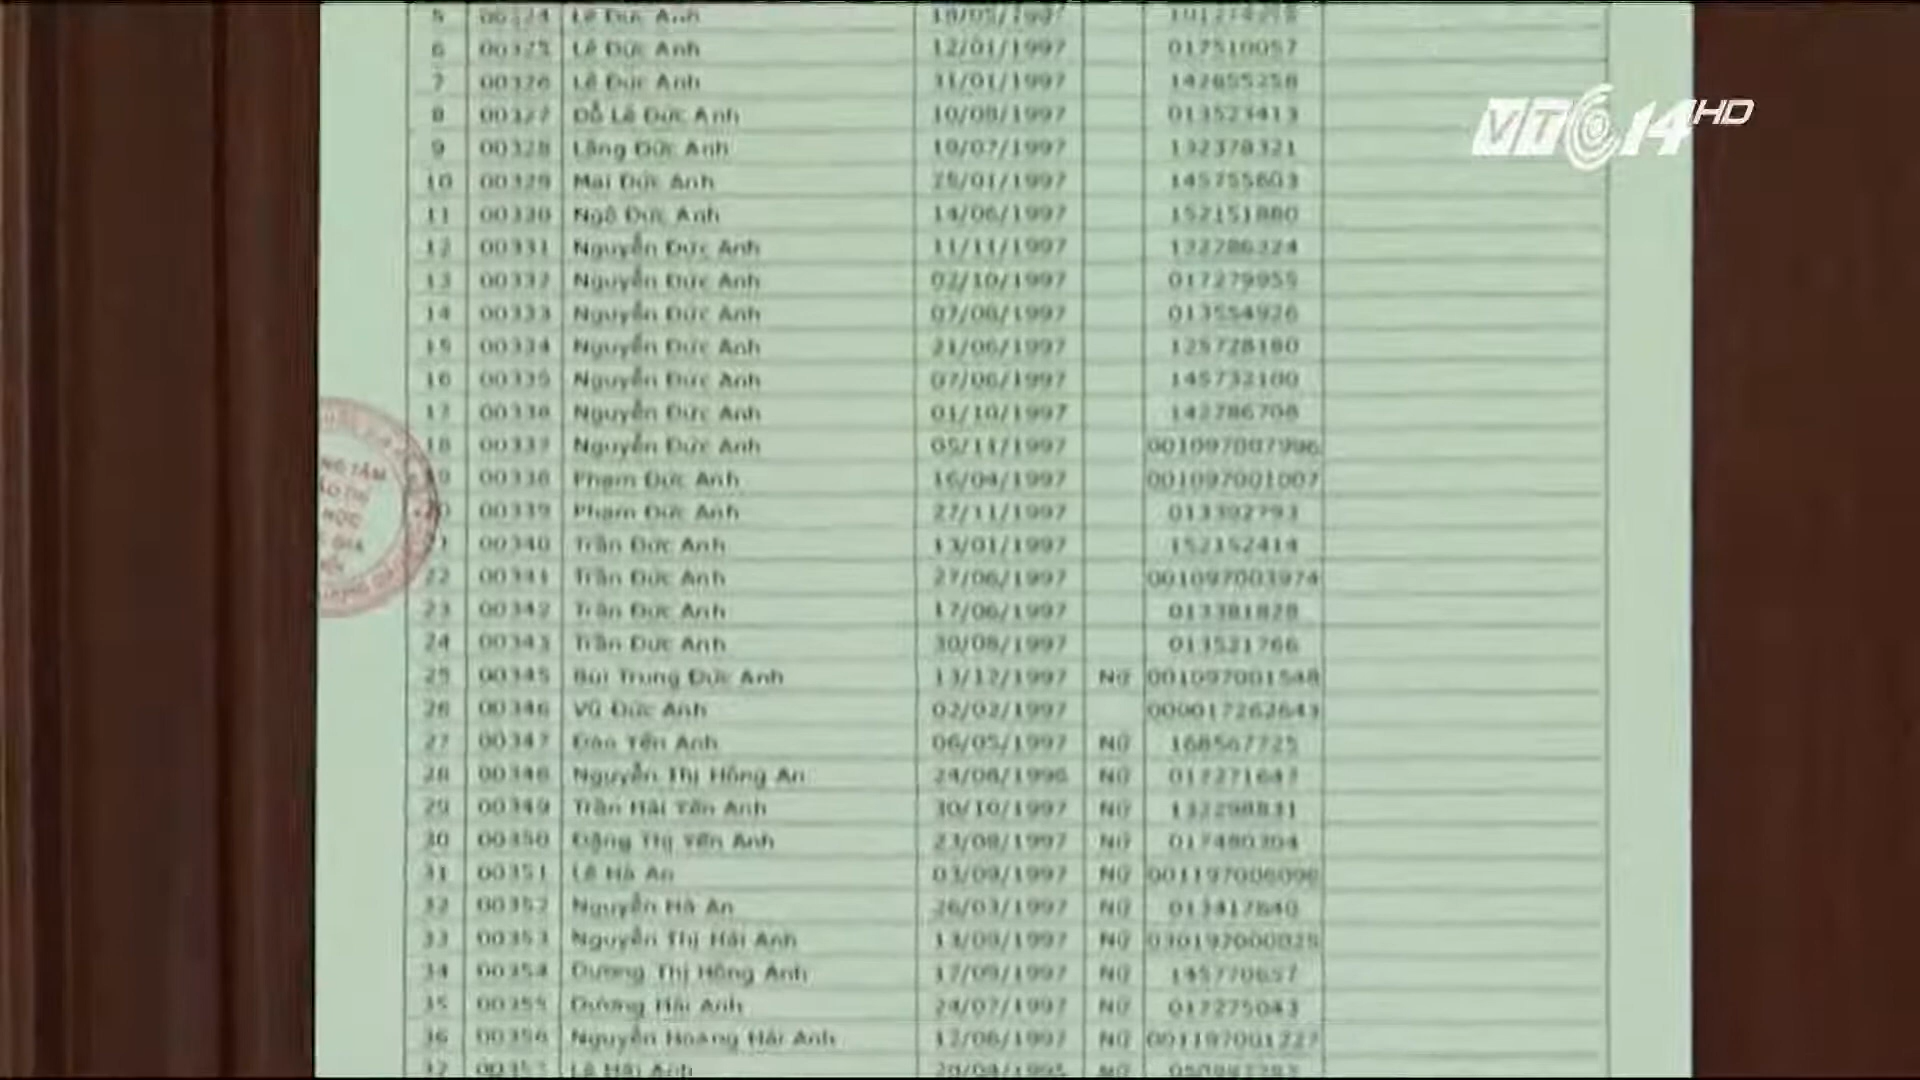 VTC14 HD
6 00325 Lê Đức Anh 12/01/1997 017510057
7 00326 Lê Đức Anh 31/01/1997 142855258
8 00327 Đỗ Lê Đức Anh 10/08/1997 013523413
9 00328 Lăng Đức Anh 19/07/1997 132378321
10 00329 Mai Đức Anh 25/01/1997 145755603
11 00330 Ngô Đức Anh 14/06/1997 152151880
12 00331 Nguyễn Đức Anh 11/11/1997 132286324
13 00332 Nguyễn Đức Anh 02/10/1997 017279955
14 00333 Nguyễn Đức Anh 07/08/1997 013554926
15 00334 Nguyễn Đức Anh 21/06/1997 125728180
16 00335 Nguyễn Đức Anh 07/06/1997 145732100
17 00336 Nguyễn Đức Anh 01/10/1997 142786708
18 00337 Nguyễn Đức Anh 05/11/1997 001097007996
00338 Phạm Đức Anh 16/04/1997 001097001007
00339 Phạm Đức Anh 27/11/1997 013392793
00340 Trần Đức Anh 13/01/1997 152152414
22 00341 Trần Đức Anh 27/06/1997 001097003974
23 00342 Trần Đức Anh 17/06/1997 013381828
24 00343 Trần Đức Anh 30/08/1997 013521766
25 00345 Bùi Trung Đức Anh 13/12/1997 Nữ 001097001548
26 00346 Vũ Đức Anh 02/02/1997 000017262643
27 00347 Đào Yến Anh 06/05/1997 Nữ 168567725
28 00348 Nguyễn Thị Hồng An 24/08/1996 Nữ 017271647
29 00349 Trần Hải Yến Anh 30/10/1997 Nữ 132298831
30 00350 Đặng Thị Yến Anh 23/08/1997 Nữ 017480304
31 00351 Lê Hà An 03/09/1997 Nữ 001197006096
32 00352 Nguyễn Hà An 26/03/1997 Nữ 013417640
33 00353 Nguyễn Thị Hải Anh 13/09/1997 Nữ 030197000025
34 00354 Dương Thị Hồng Anh 17/09/1997 Nữ 145770657
35 00355 Dương Hải Anh 24/07/1997 Nữ 017275043
36 00356 Nguyễn Hoàng Hải Anh 12/06/1997 Nữ 001197001227
Lê Hải Anh